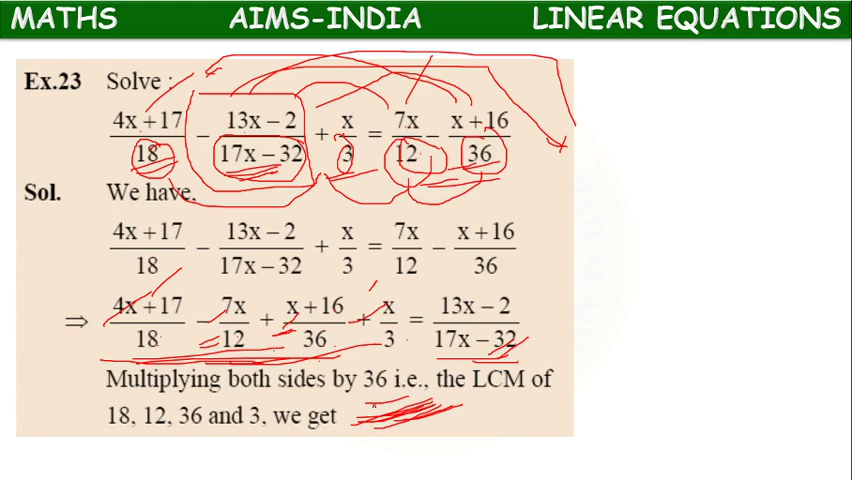 MATHS AIMS-INDIA LINEAR EQUATIONS
Ex.23 Solve :
(4x+17)/18 − (13x−2)/(17x−32) + x/3 = 7x/12 − (x+16)/36
Sol. We have,
(4x+17)/18 − (13x−2)/(17x−32) + x/3 = 7x/12 − (x+16)/36
⇒ (4x+17)/18 − 7x/12 + (x+16)/36 + x/3 = (13x−2)/(17x−32)
Multiplying both sides by 36 i.e., the LCM of
18, 12, 36 and 3, we get